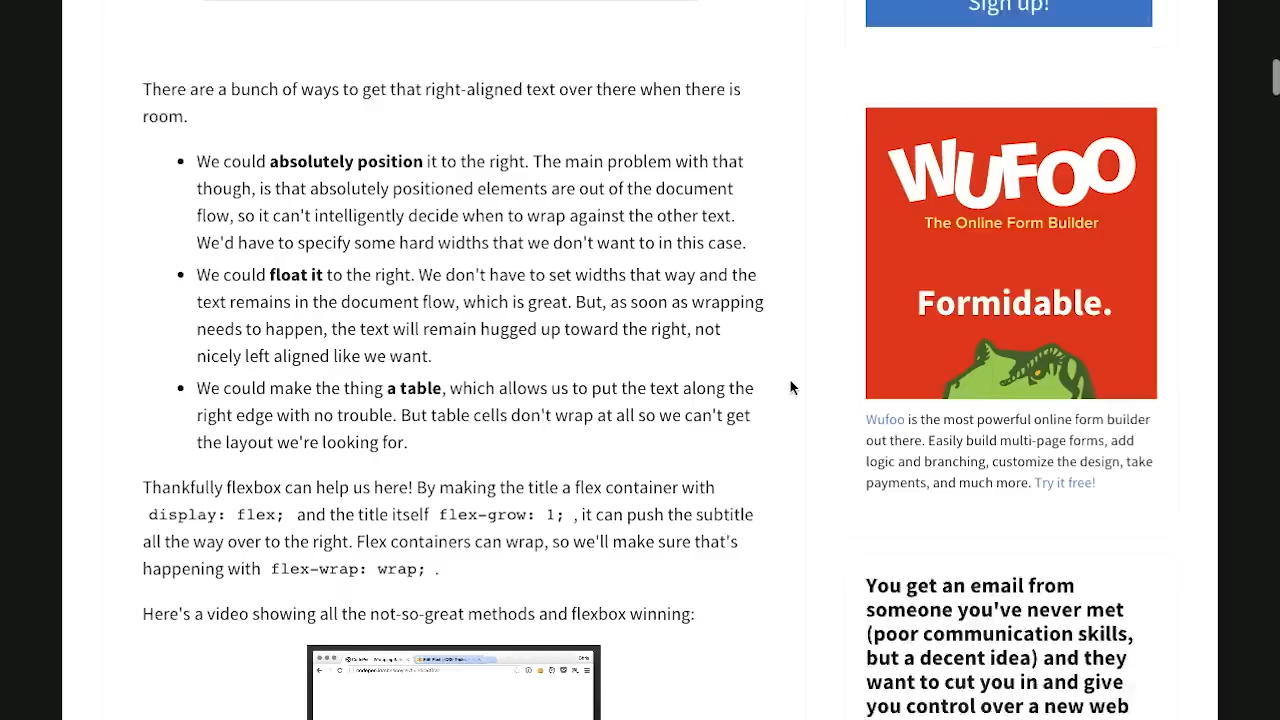 Sign up!
There are a bunch of ways to get that right-aligned text over there when there is
room.
We could absolutely position it to the right. The main problem with that
though, is that absolutely positioned elements are out of the document
flow, so it can't intelligently decide when to wrap against the other text.
We'd have to specify some hard widths that we don't want to in this case.
We could float it to the right. We don't have to set widths that way and the
text remains in the document flow, which is great. But, as soon as wrapping
needs to happen, the text will remain hugged up toward the right, not
nicely left aligned like we want.
We could make the thing a table, which allows us to put the text along the
right edge with no trouble. But table cells don't wrap at all so we can't get
the layout we're looking for.
Thankfully flexbox can help us here! By making the title a flex container with
display: flex; and the title itself flex-grow: 1; , it can push the subtitle
all the way over to the right. Flex containers can wrap, so we'll make sure that's
happening with flex-wrap: wrap; .
Here's a video showing all the not-so-great methods and flexbox winning:
WUFOO
The Online Form Builder
Formidable.
Wufoo is the most powerful online form builder
out there. Easily build multi-page forms, add
logic and branching, customize the design, take
payments, and much more. Try it free!
You get an email from
someone you've never met
(poor communication skills,
but a decent idea) and they
want to cut you in and give
you control over a new web